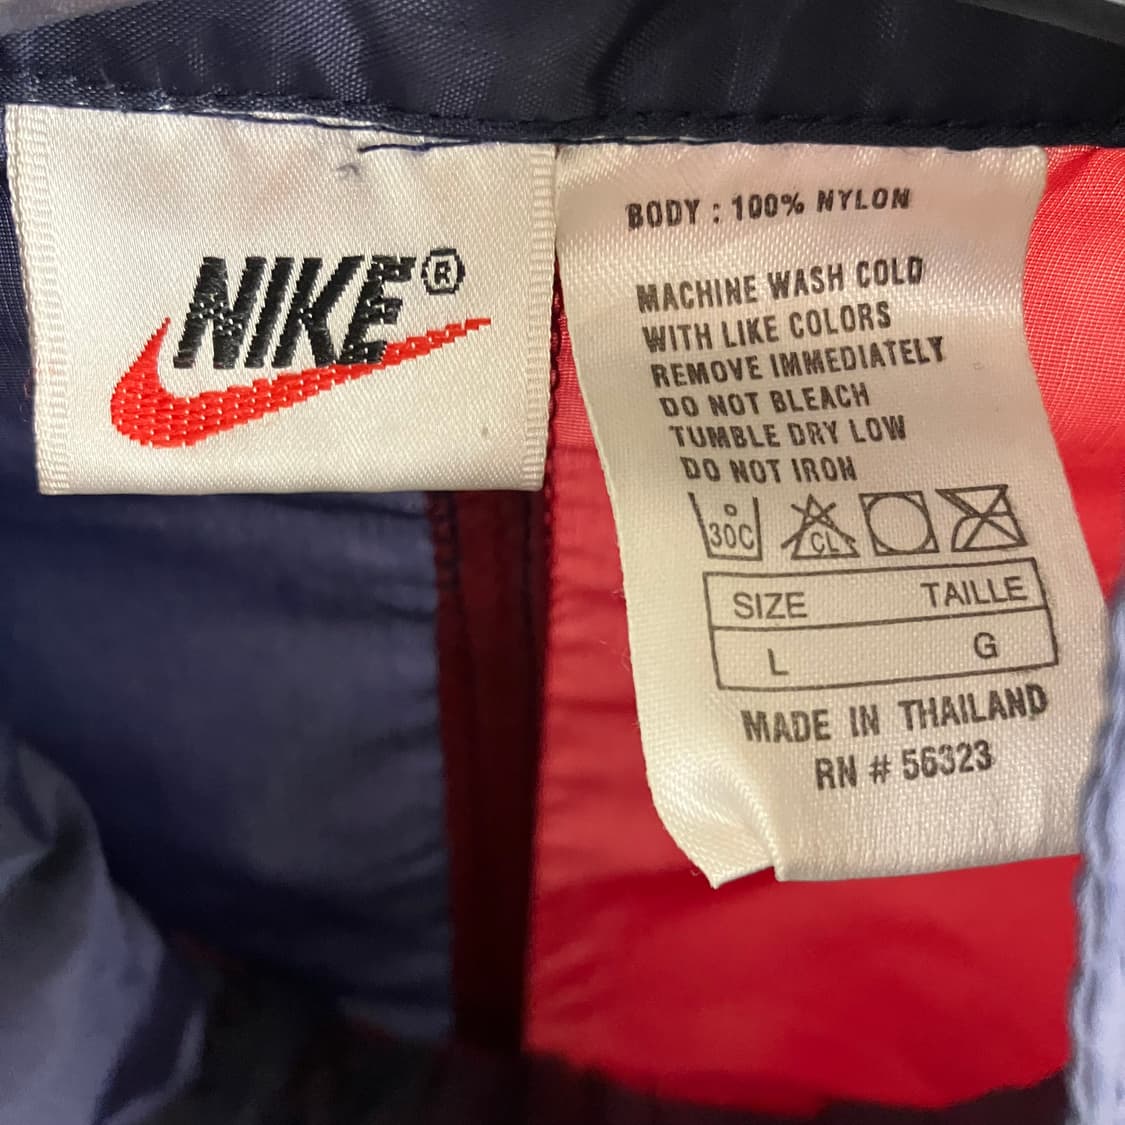 NIKE®
BODY : 100% NYLON
MACHINE WASH COLD
WITH LIKE COLORS
REMOVE IMMEDIATELY
DO NOT BLEACH
TUMBLE DRY LOW
DO NOT IRON
30C CL
SIZE TAILLE
L G
MADE IN THAILAND
RN # 56323